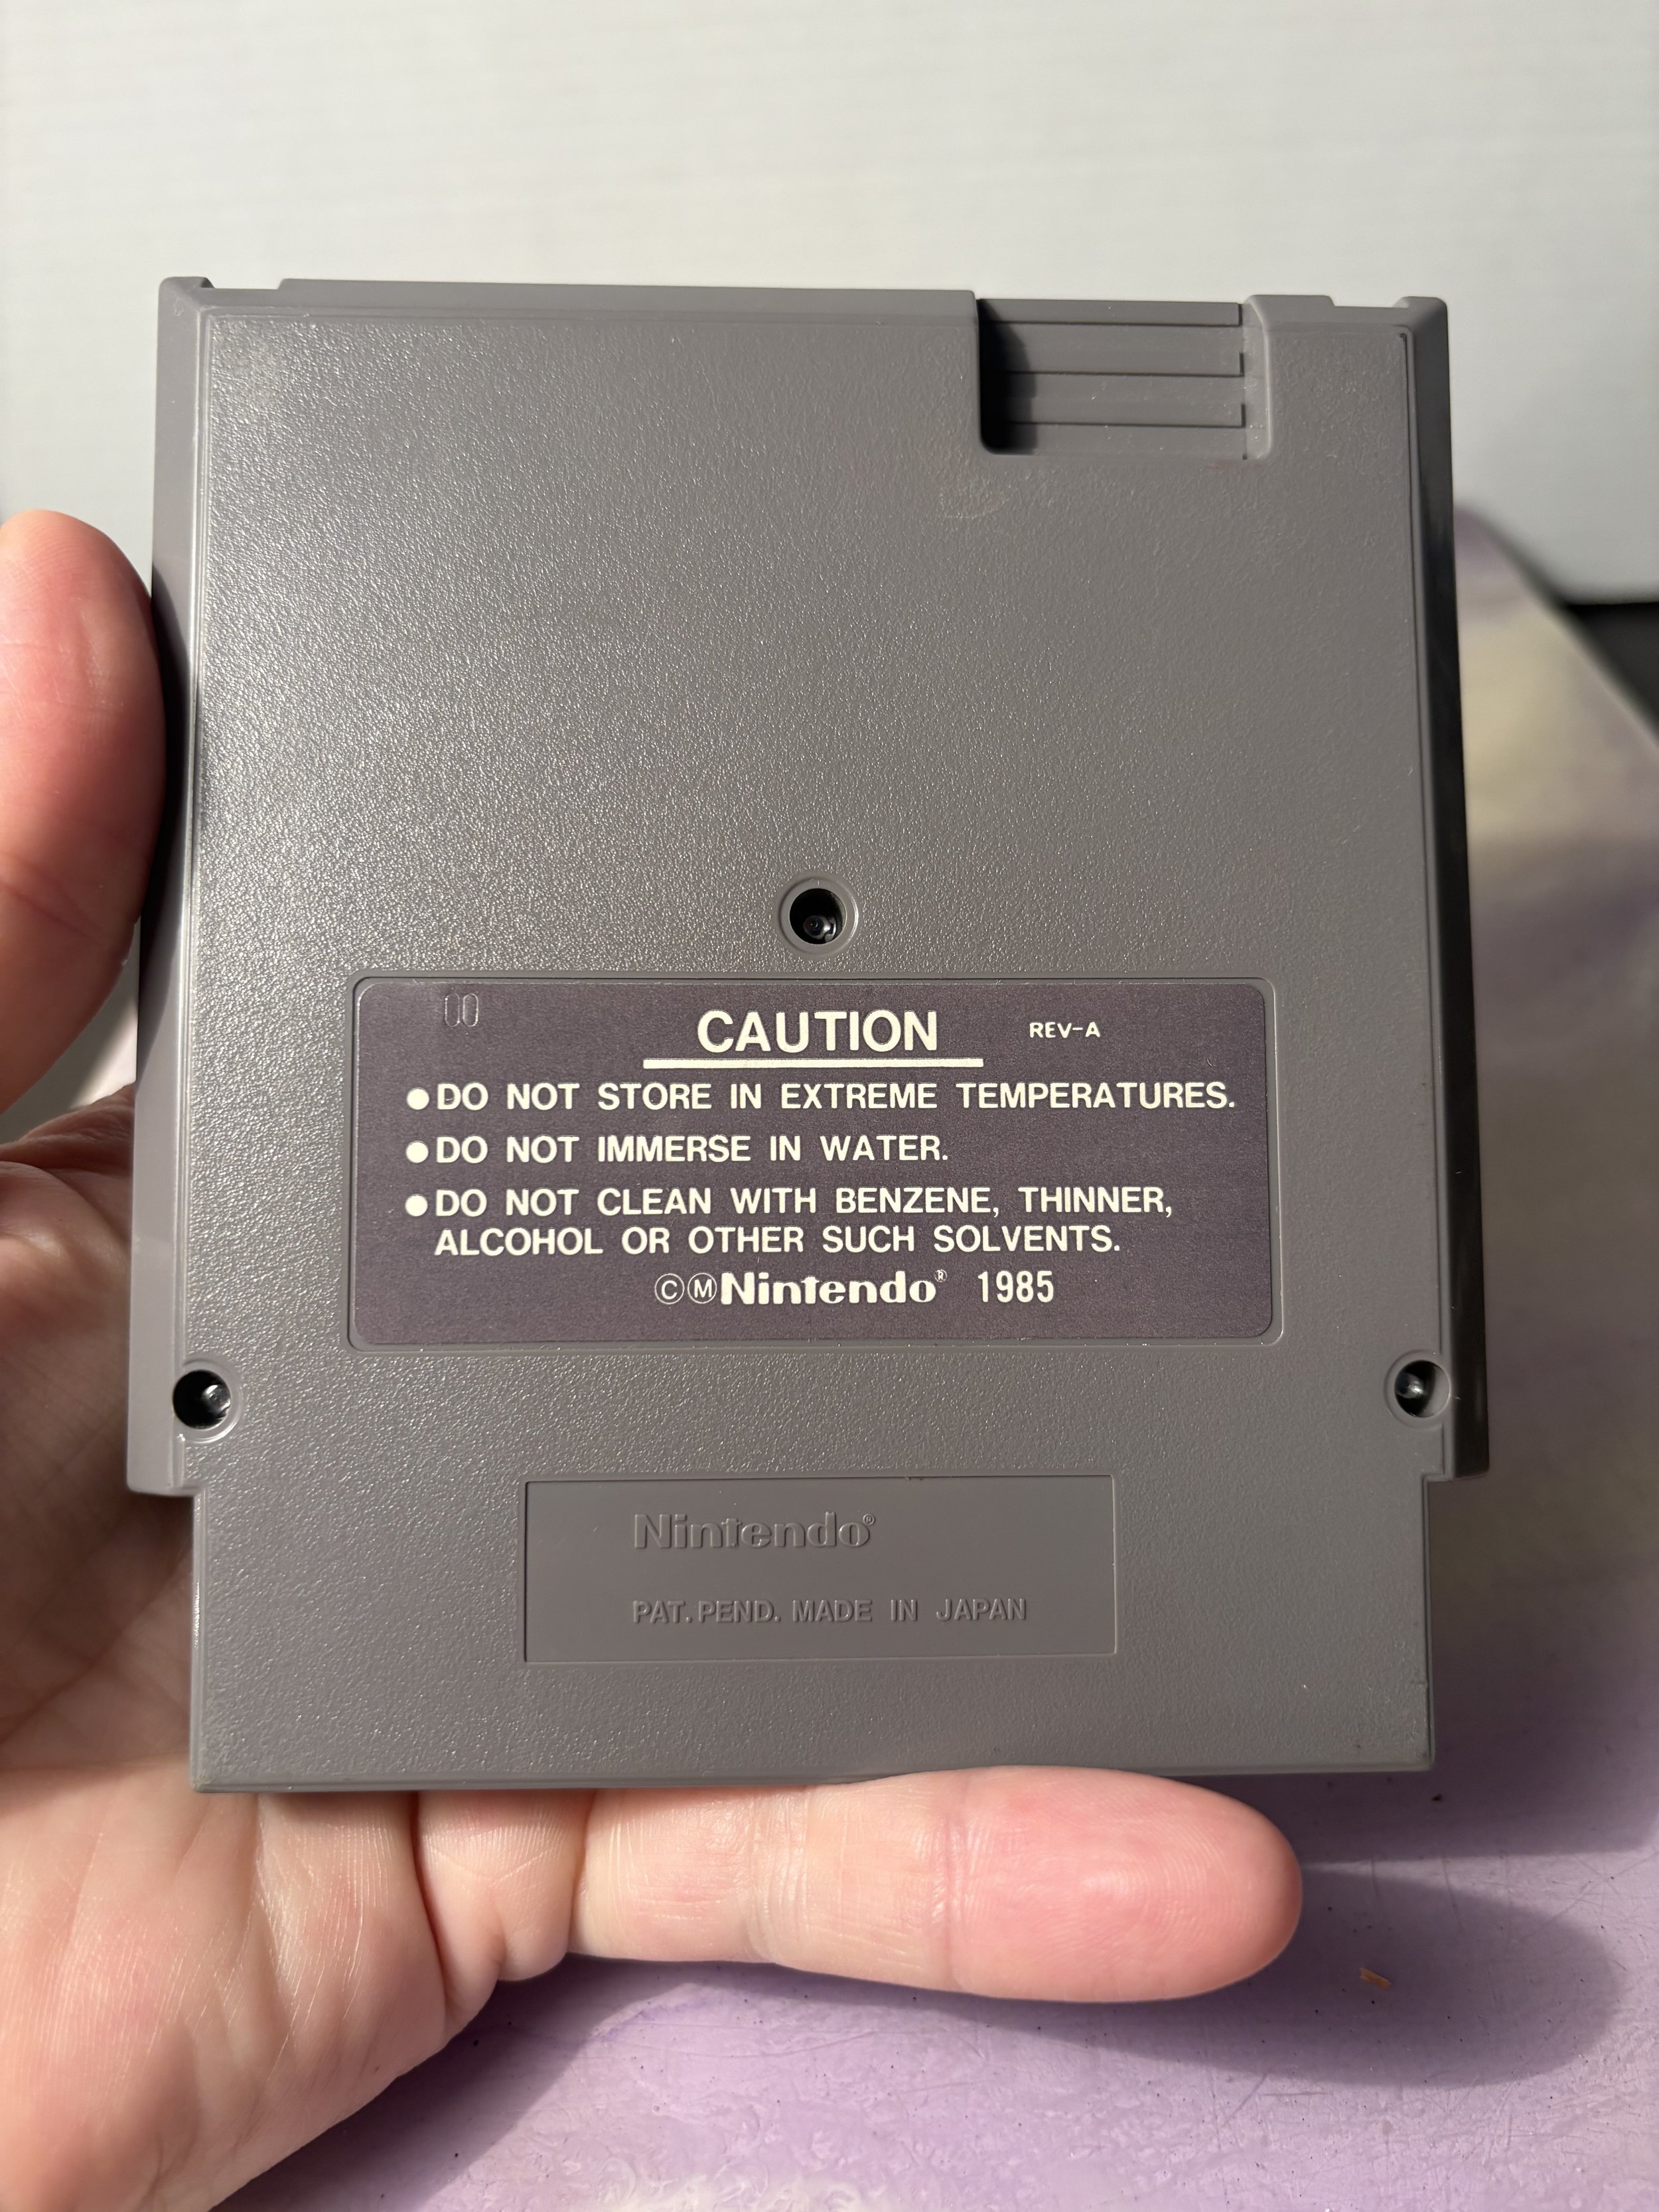 00
CAUTION REV-A
●DO NOT STORE IN EXTREME TEMPERATURES.
●DO NOT IMMERSE IN WATER.
●DO NOT CLEAN WITH BENZENE, THINNER,
ALCOHOL OR OTHER SUCH SOLVENTS.
ⒸⓂNintendo® 1985
Nintendo®
PAT. PEND. MADE IN JAPAN